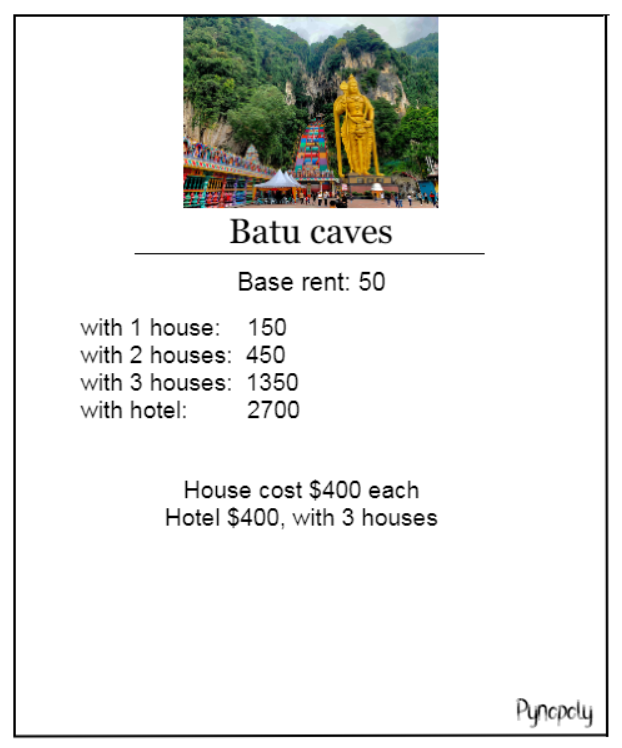 Batu caves
Base rent: 50
with 1 house: 150
with 2 houses: 450
with 3 houses: 1350
with hotel: 2700
House cost $400 each
Hotel $400, with 3 houses
Pynopoly